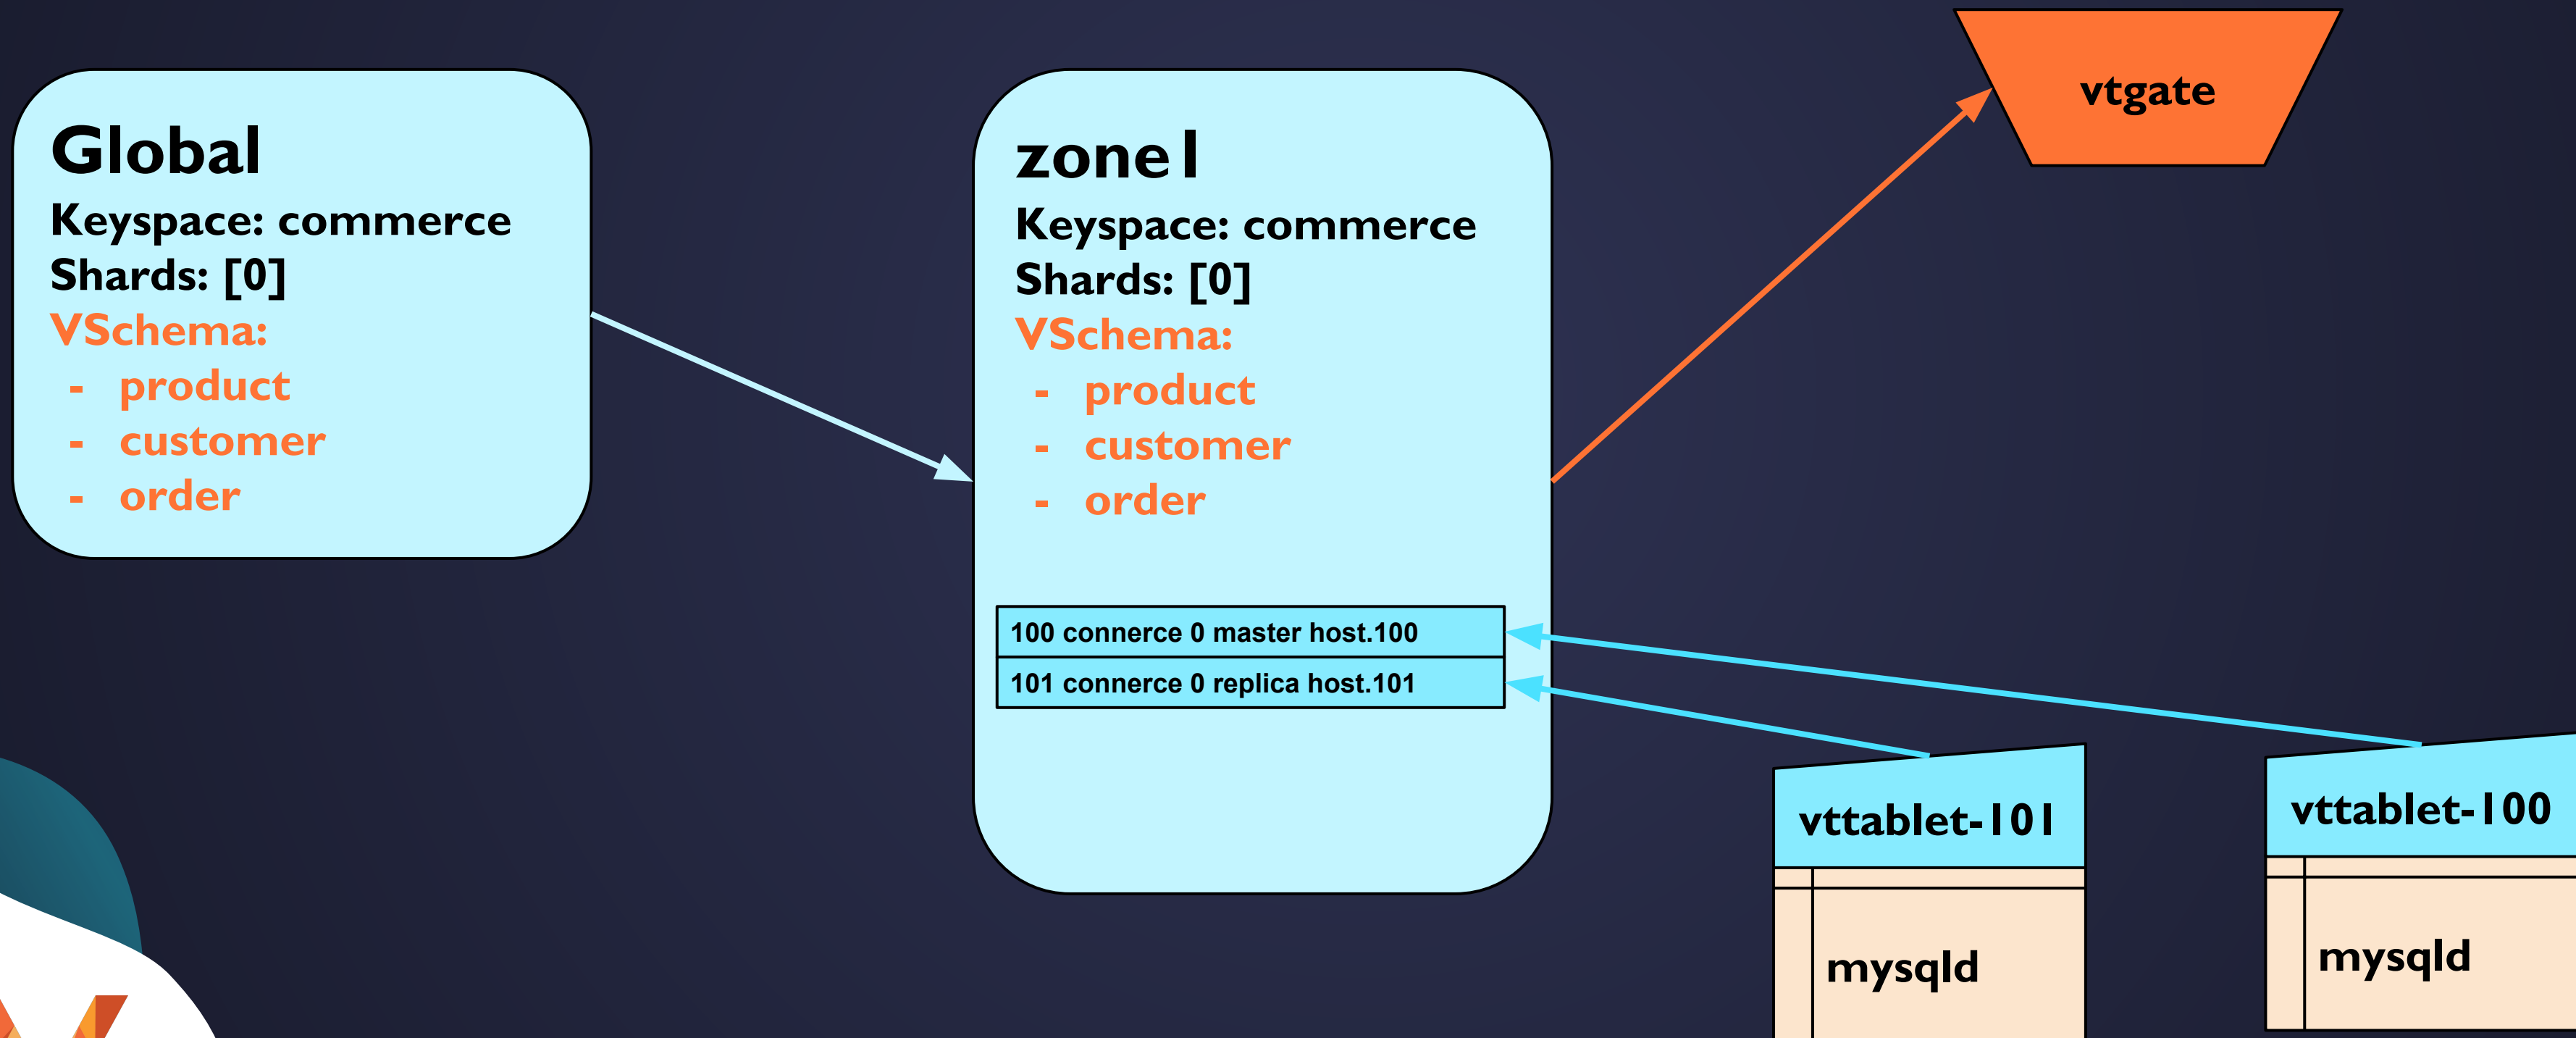 Global
Keyspace: commerce
Shards: [0]
VSchema:
- product
- customer
- order
zone1
Keyspace: commerce
Shards: [0]
VSchema:
- product
- customer
- order
100 connerce 0 master host.100
101 connerce 0 replica host.101
vtgate
vttablet-101
mysqld
vttablet-100
mysqld